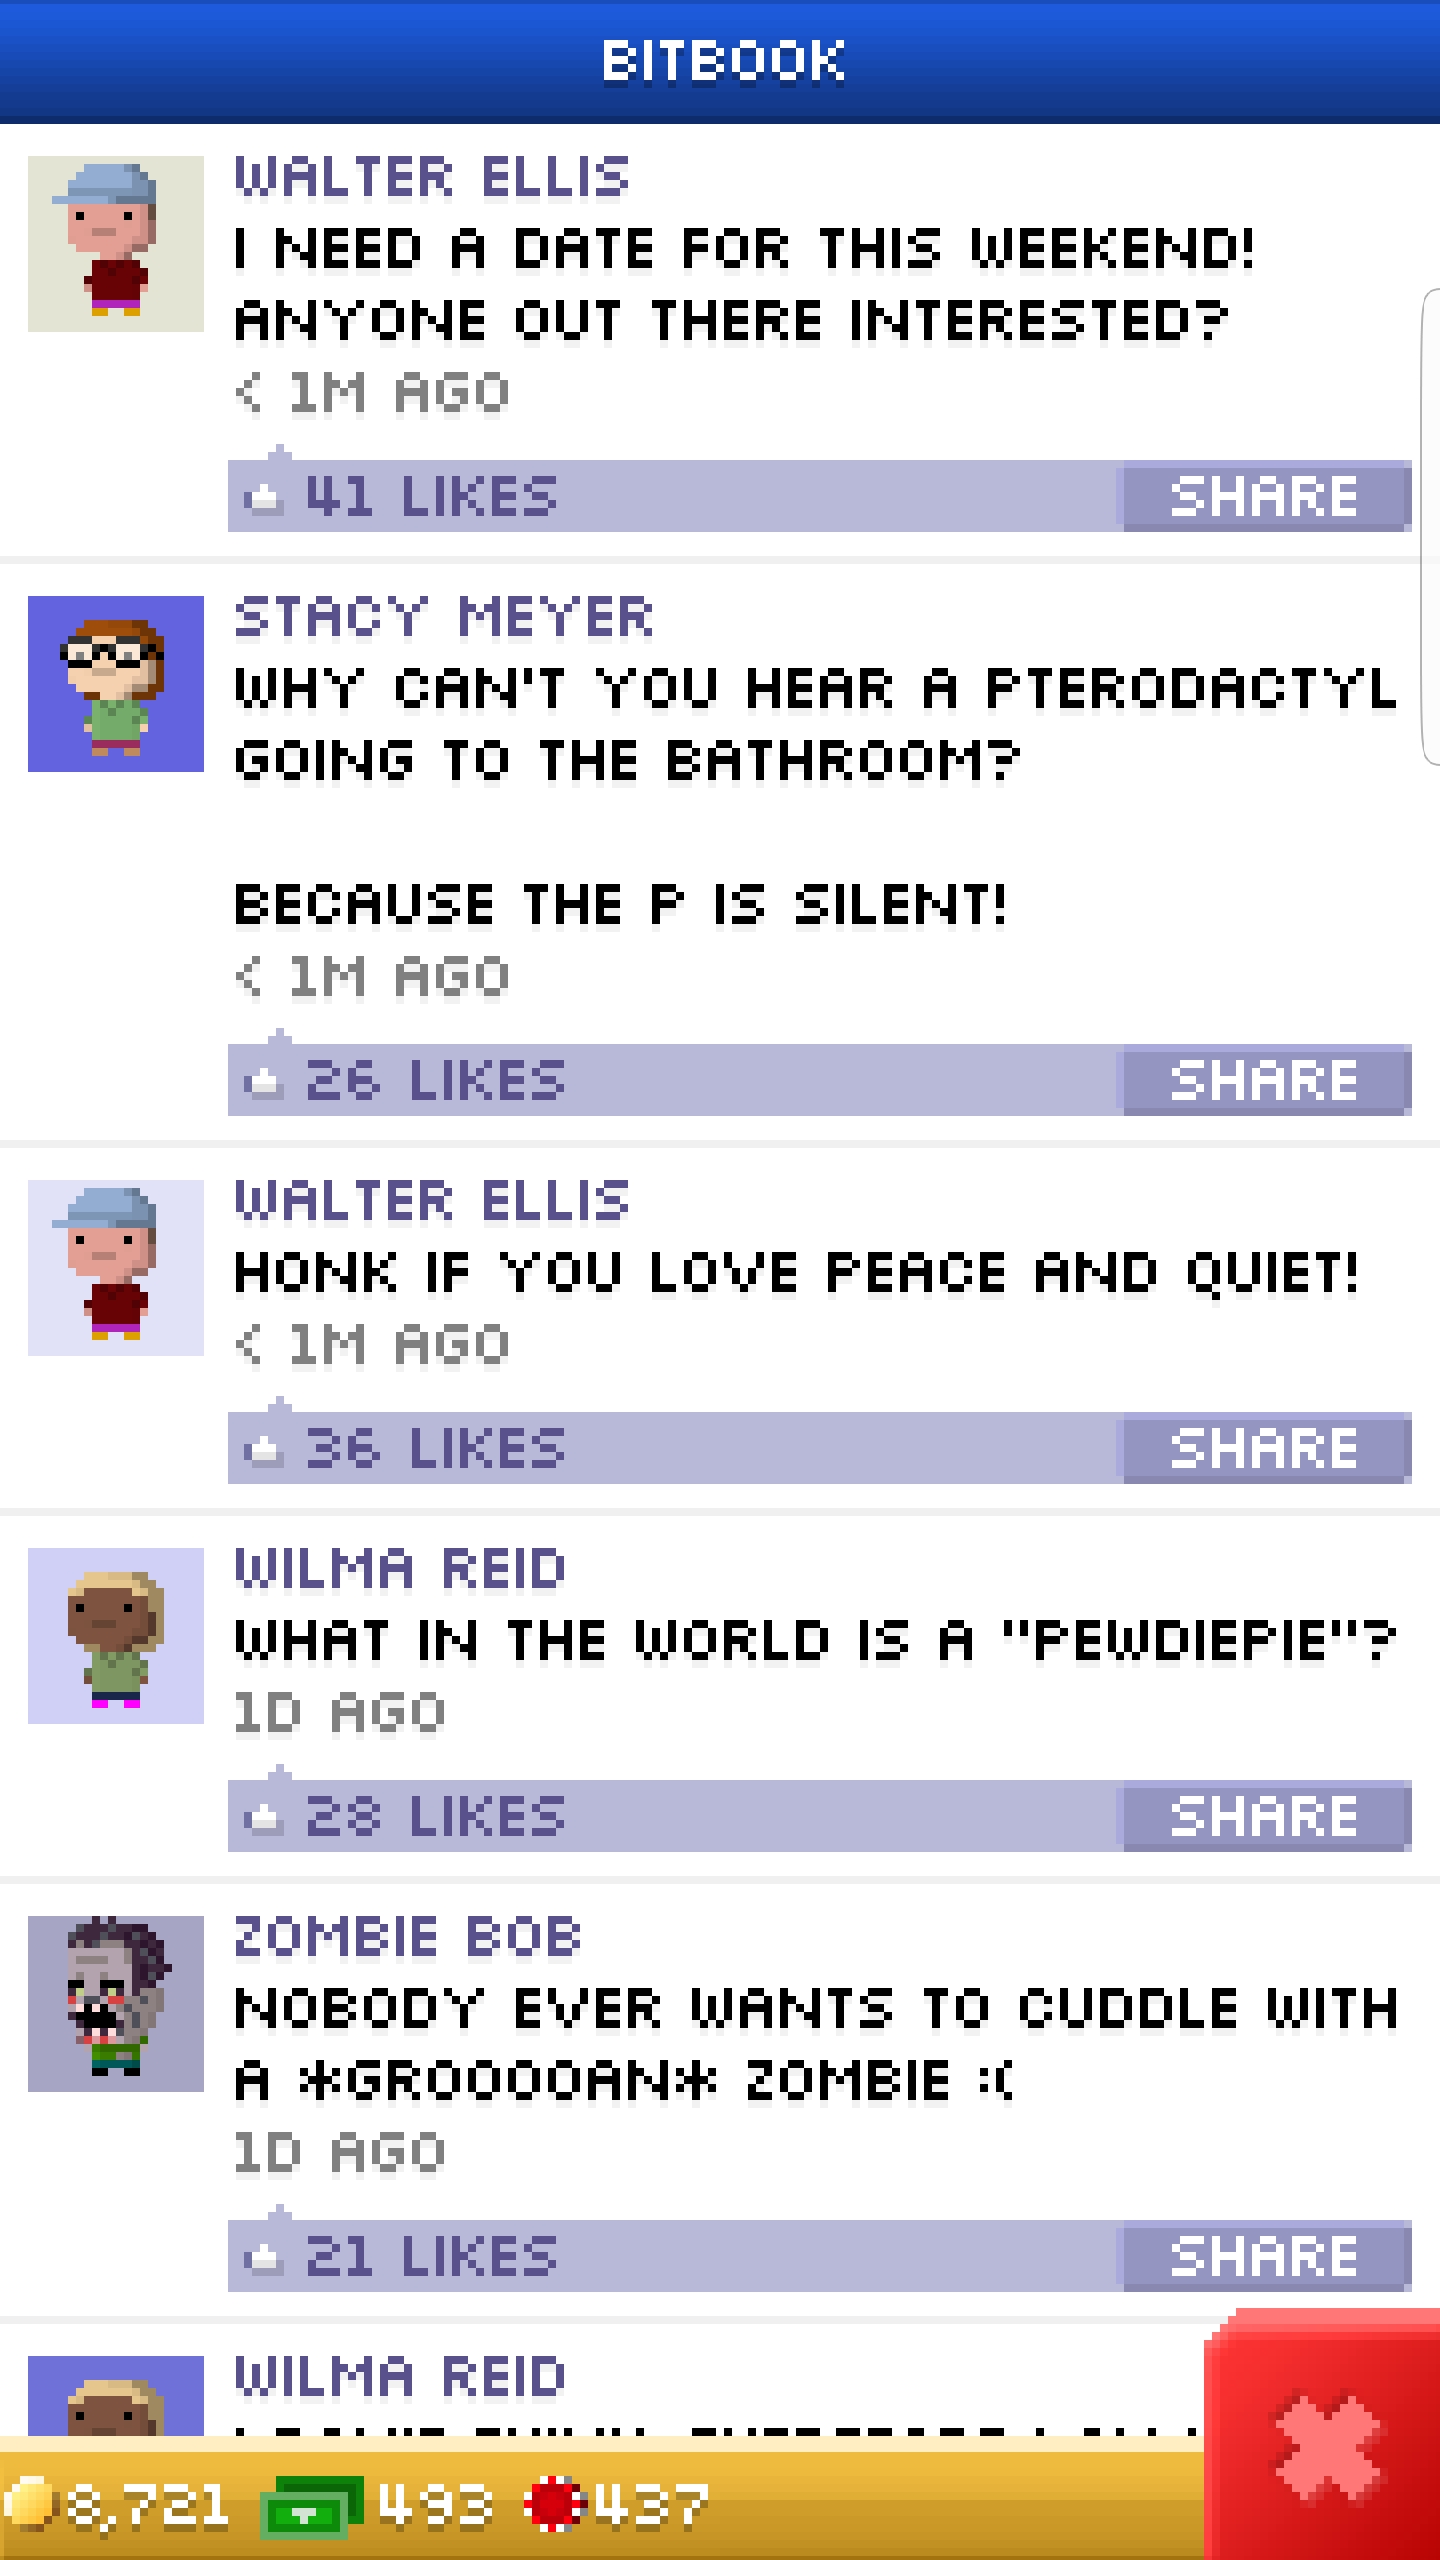 BITBOOK
WALTER ELLIS
I NEED A DATE FOR THIS WEEKEND!
ANYONE OUT THERE INTERESTED?
< 1M AGO
41 LIKES
SHARE
STACY MEYER
WHY CAN'T YOU HEAR A PTERODACTYL
GOING TO THE BATHROOM?
BECAUSE THE P IS SILENT!
< 1M AGO
26 LIKES
SHARE
WALTER ELLIS
HONK IF YOU LOVE PEACE AND QUIET!
< 1M AGO
36 LIKES
SHARE
WILMA REID
WHAT IN THE WORLD IS A "PEWDIEPIE"?
1D AGO
28 LIKES
SHARE
ZOMBIE BOB
NOBODY EVER WANTS TO CUDDLE WITH
A *GROOOOAN* ZOMBIE :(
1D AGO
21 LIKES
SHARE
WILMA REID
8,721 493 437